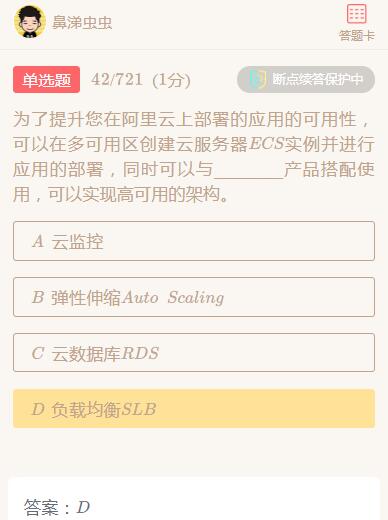 鼻涕虫虫
答题卡
单选题 42/721 (1分) 断点续答保护中
为了提升您在阿里云上部署的应用的可用性，
可以在多可用区创建云服务器ECS实例并进行
应用的部署，同时可以与________产品搭配使
用，可以实现高可用的架构。
A 云监控
B 弹性伸缩Auto Scaling
C 云数据库RDS
D 负载均衡SLB
答案：D